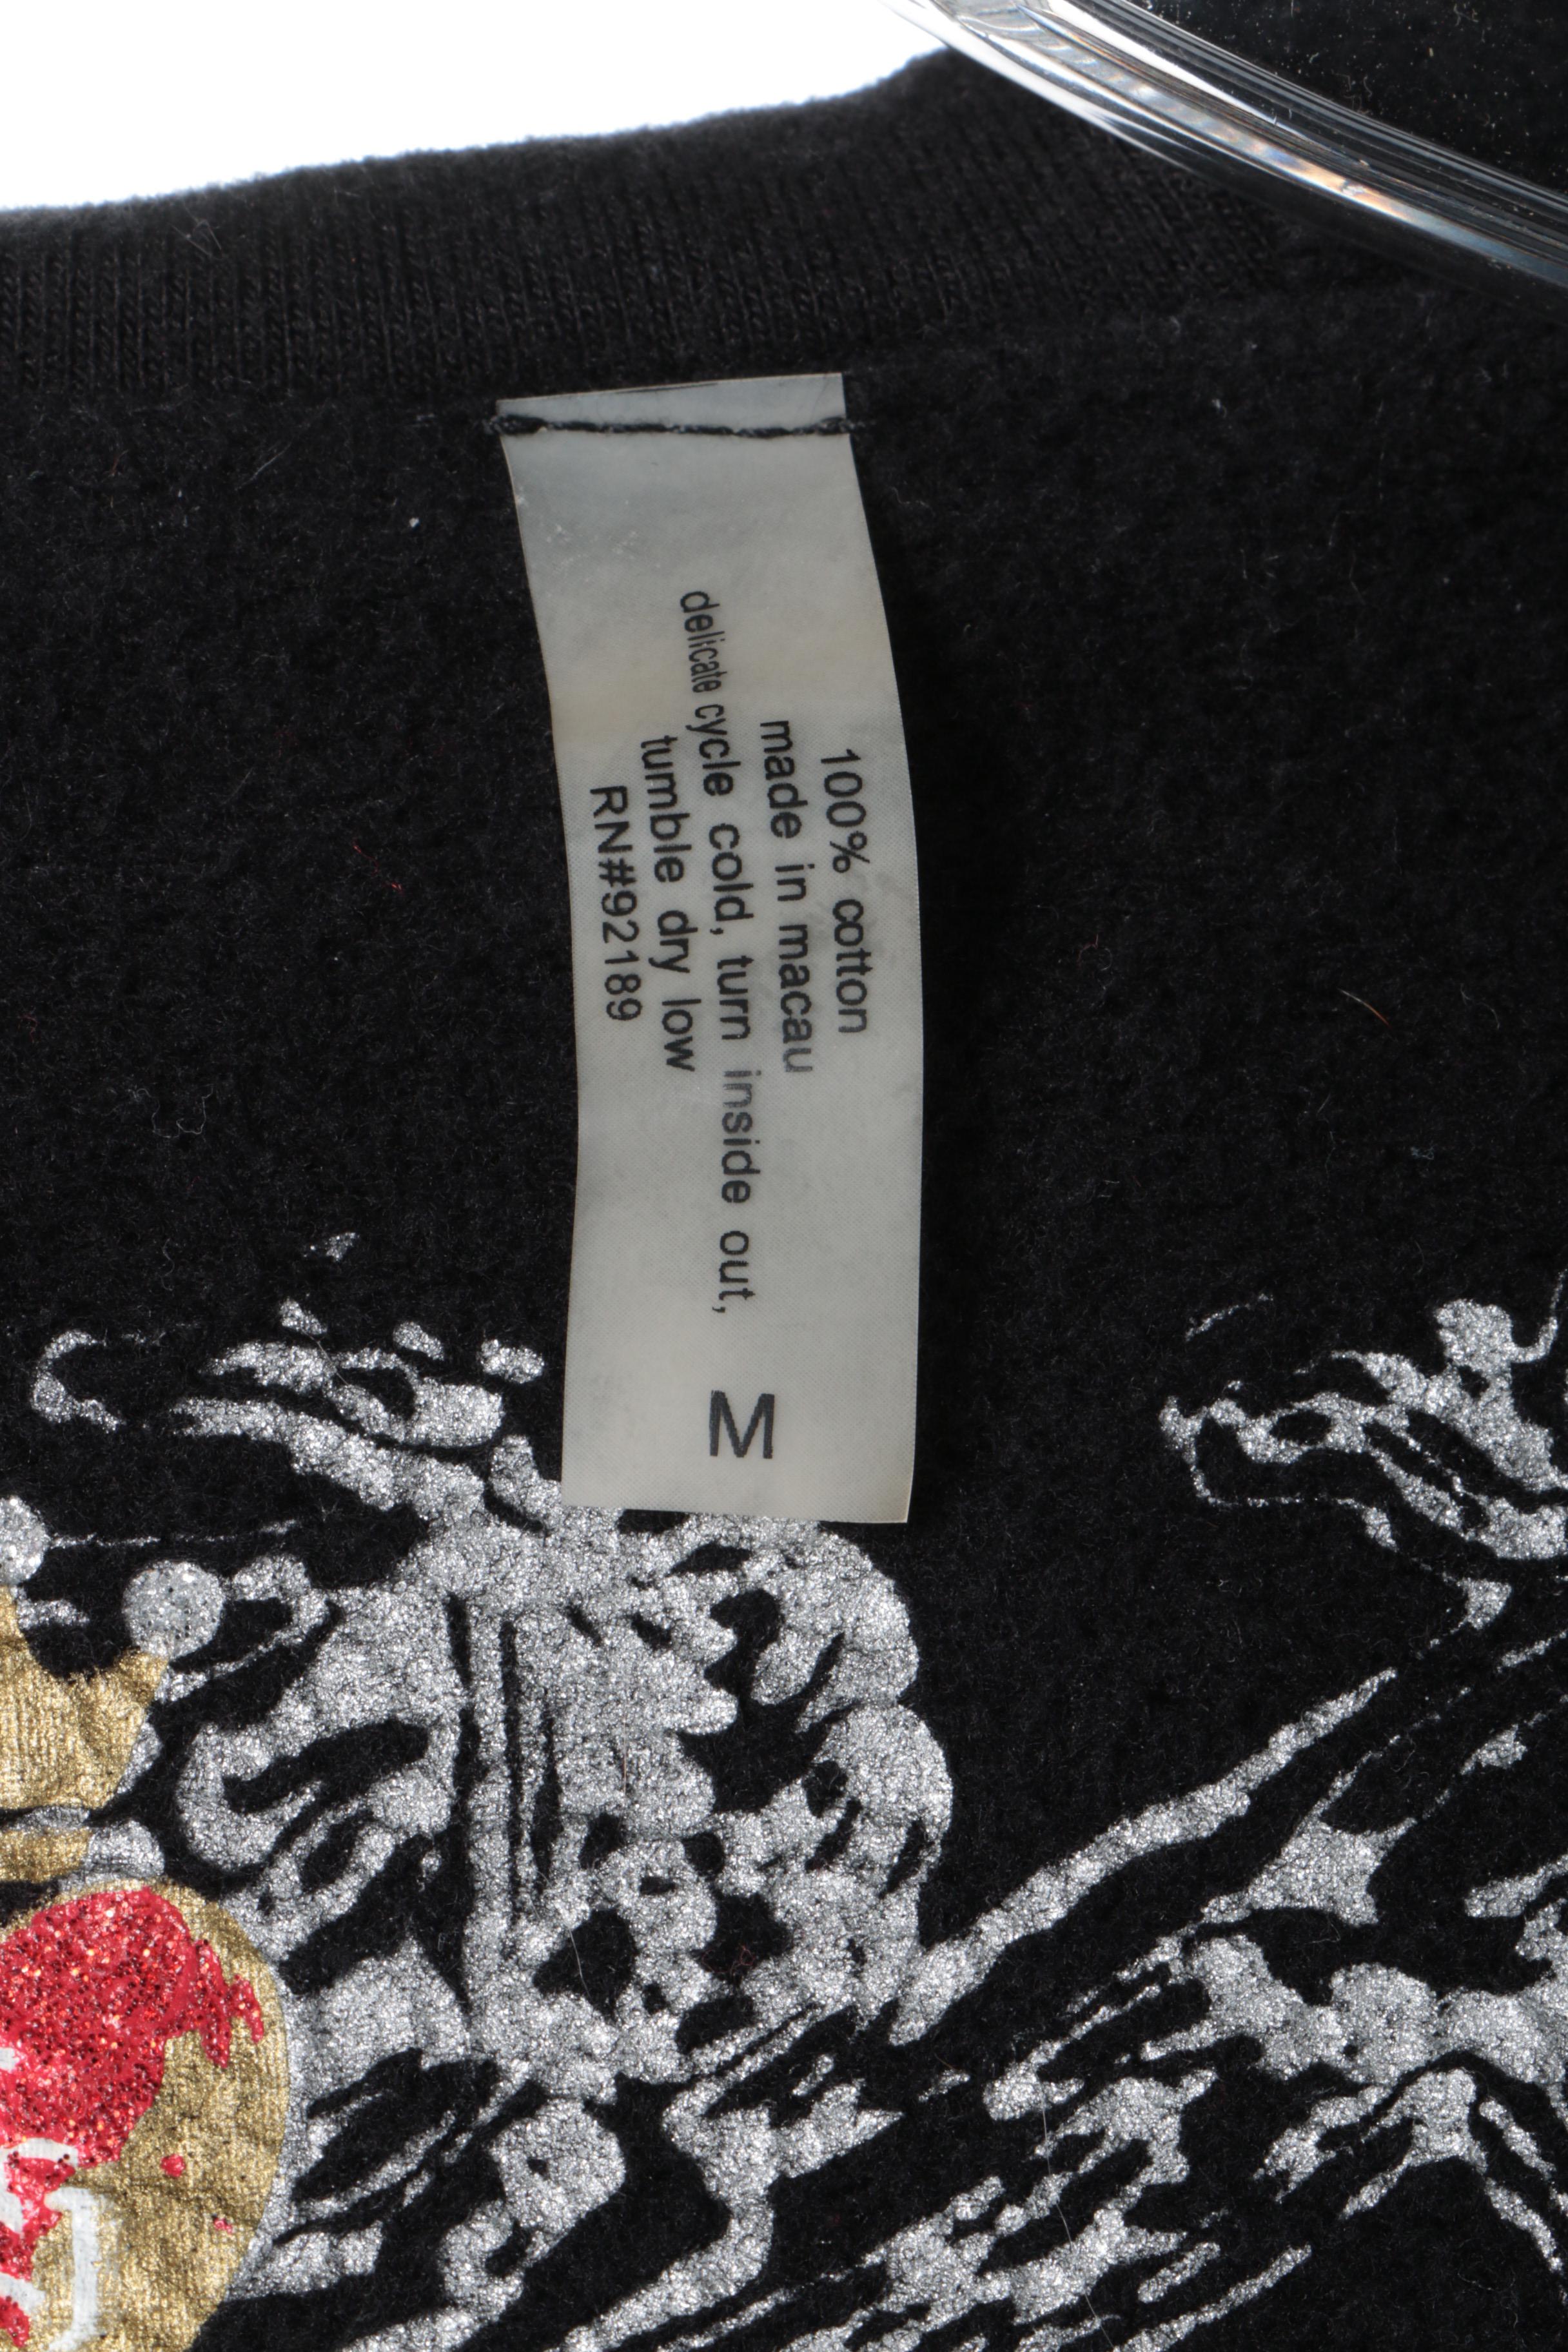 100% cotton
made in macau
delicate cycle cold, turn inside out,
tumble dry low
RN#92189
M